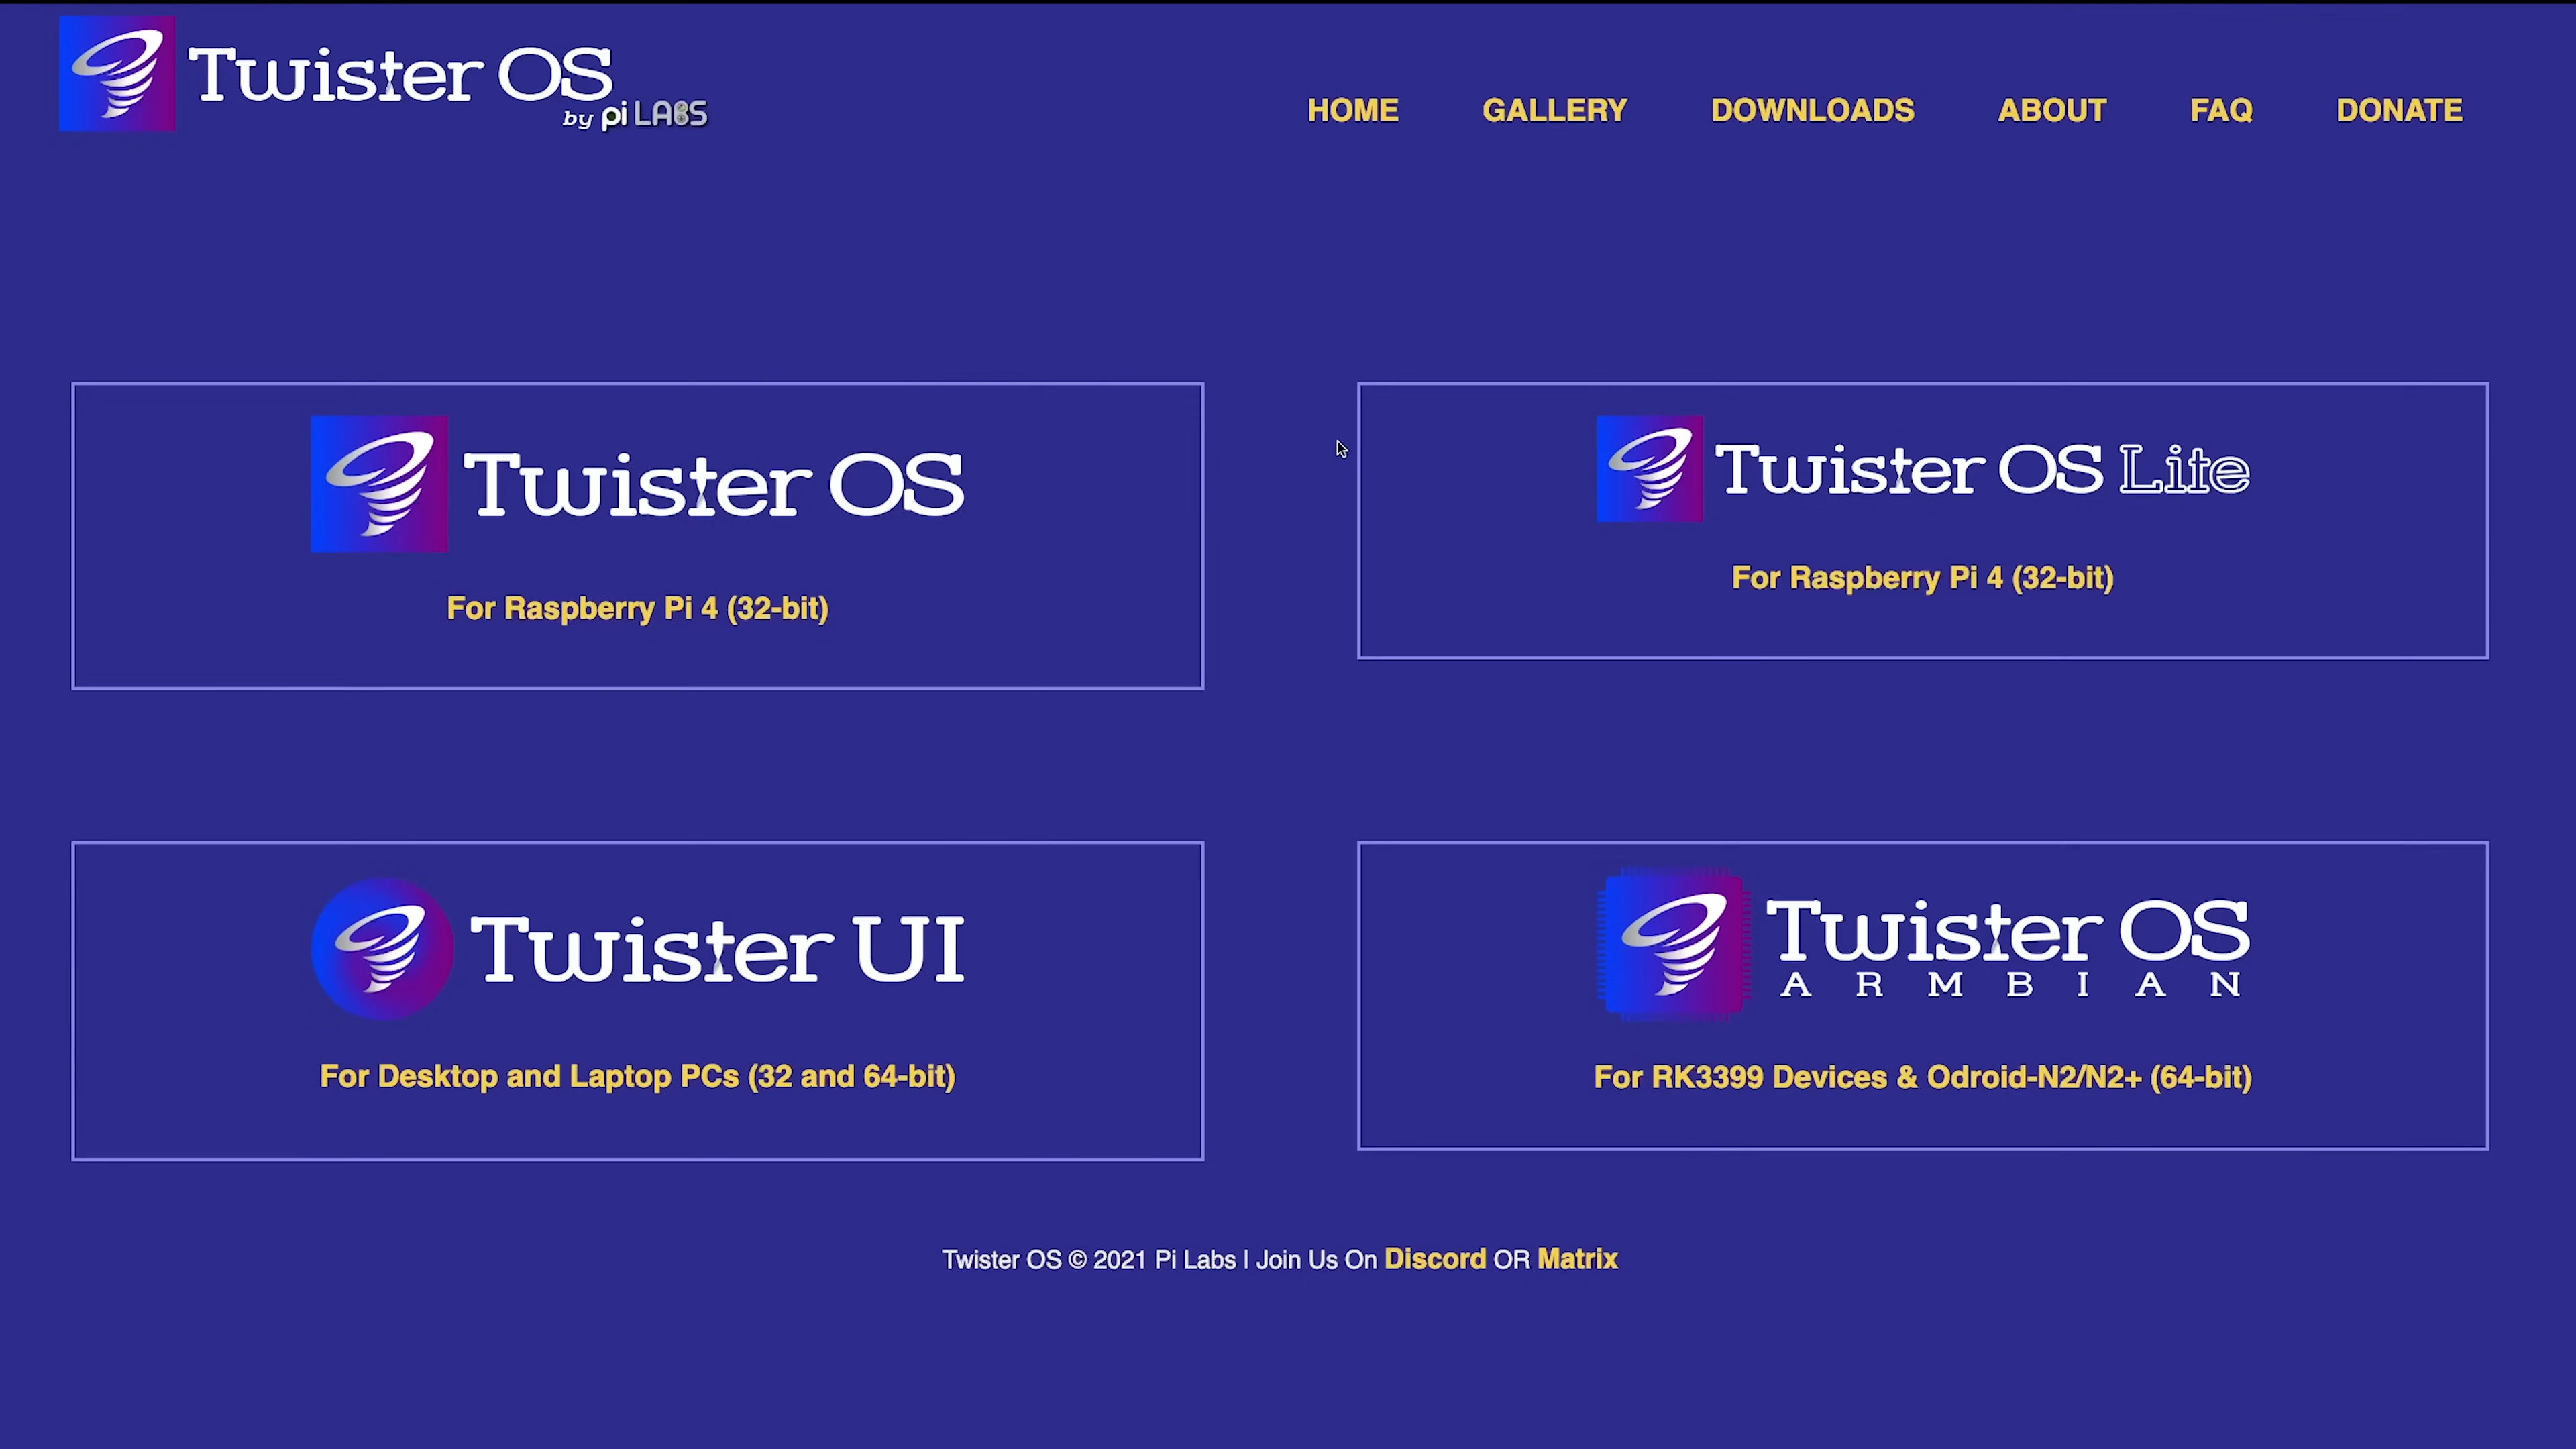 Twister OS
by pi LABS
HOME GALLERY DOWNLOADS ABOUT FAQ DONATE
Twister OS
For Raspberry Pi 4 (32-bit)
Twister OS Lite
For Raspberry Pi 4 (32-bit)
Twister UI
For Desktop and Laptop PCs (32 and 64-bit)
Twister OS
ARMBIAN
For RK3399 Devices & Odroid-N2/N2+ (64-bit)
Twister OS © 2021 Pi Labs | Join Us On Discord OR Matrix